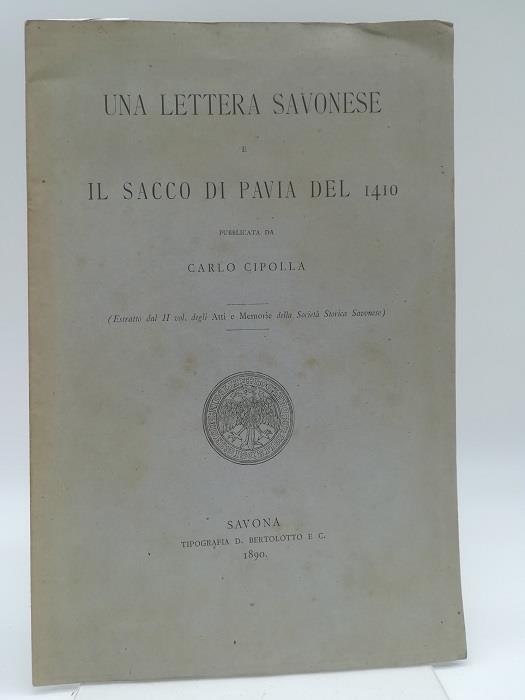 UNA LETTERA SAVONESE
E
IL SACCO DI PAVIA DEL 1410
PUBBLICATA DA
CARLO CIPOLLA
(Estratto dal II vol. degli Atti e Memorie della Società Storica Savonese)
SAVONA
TIPOGRAFIA D. BERTOLOTTO E C.
1890.